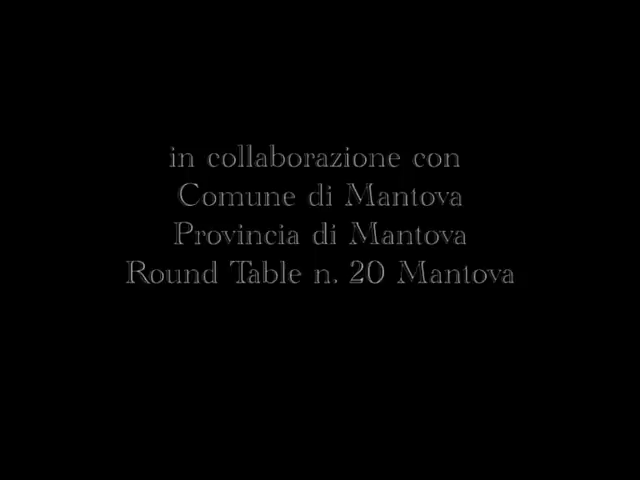 in collaborazione con
Comune di Mantova
Provincia di Mantova
Round Table n. 20 Mantova